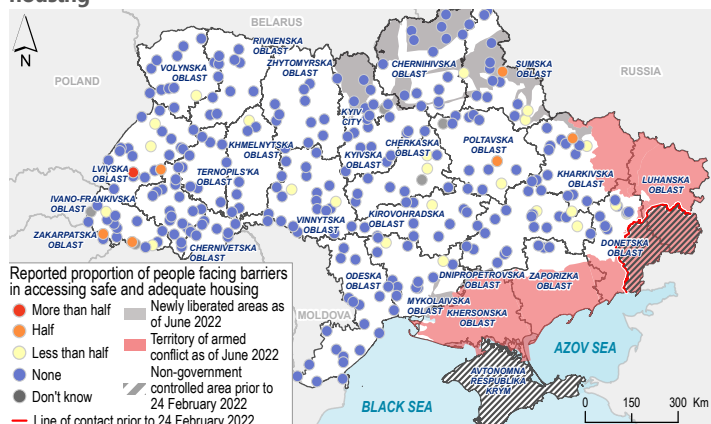 housing
BELARUS
RIVNENSKA
OBLAST
VOLYNSKA
OBLAST
ZHYTOMYRSKA
OBLAST
CHERNIHIVSKA
OBLAST
SUMSKA
OBLAST
N
POLAND
RUSSIA
KYIV
CITY
LVIVSKA
OBLAST
TERNOPILS'KA
OBLAST
KHMELNYTSKA
OBLAST
KYIVSKA
OBLAST
CHERKASKA
OBLAST
POLTAVSKA
OBLAST
KHARKIVSKA
OBLAST
LUHANSKA
OBLAST
IVANO-FRANKIVSKA
OBLAST
ZAKARPATSKA
OBLAST
CHERNIVETSKA
OBLAST
VINNYTSKA
OBLAST
KIROVOHRADSKA
OBLAST
DONETSKA
OBLAST
DNIPROPETROVSKA
OBLAST
ZAPORIZKA
OBLAST
ODESKA
OBLAST
MYKOLAIVSKA
OBLAST
KHERSONSKA
OBLAST
MOLDOVA
AVTONOMNA
RESPUBLIKA
KRYM
AZOV SEA
BLACK SEA
Reported proportion of people facing barriers
in accessing safe and adequate housing
More than half
Half
Less than half
None
Don't know
Newly liberated areas as
of June 2022
Territory of armed
conflict as of June 2022
Non-government
controlled area prior to
24 February 2022
Line of contact prior to 24 February 2022
0 150 300 Km